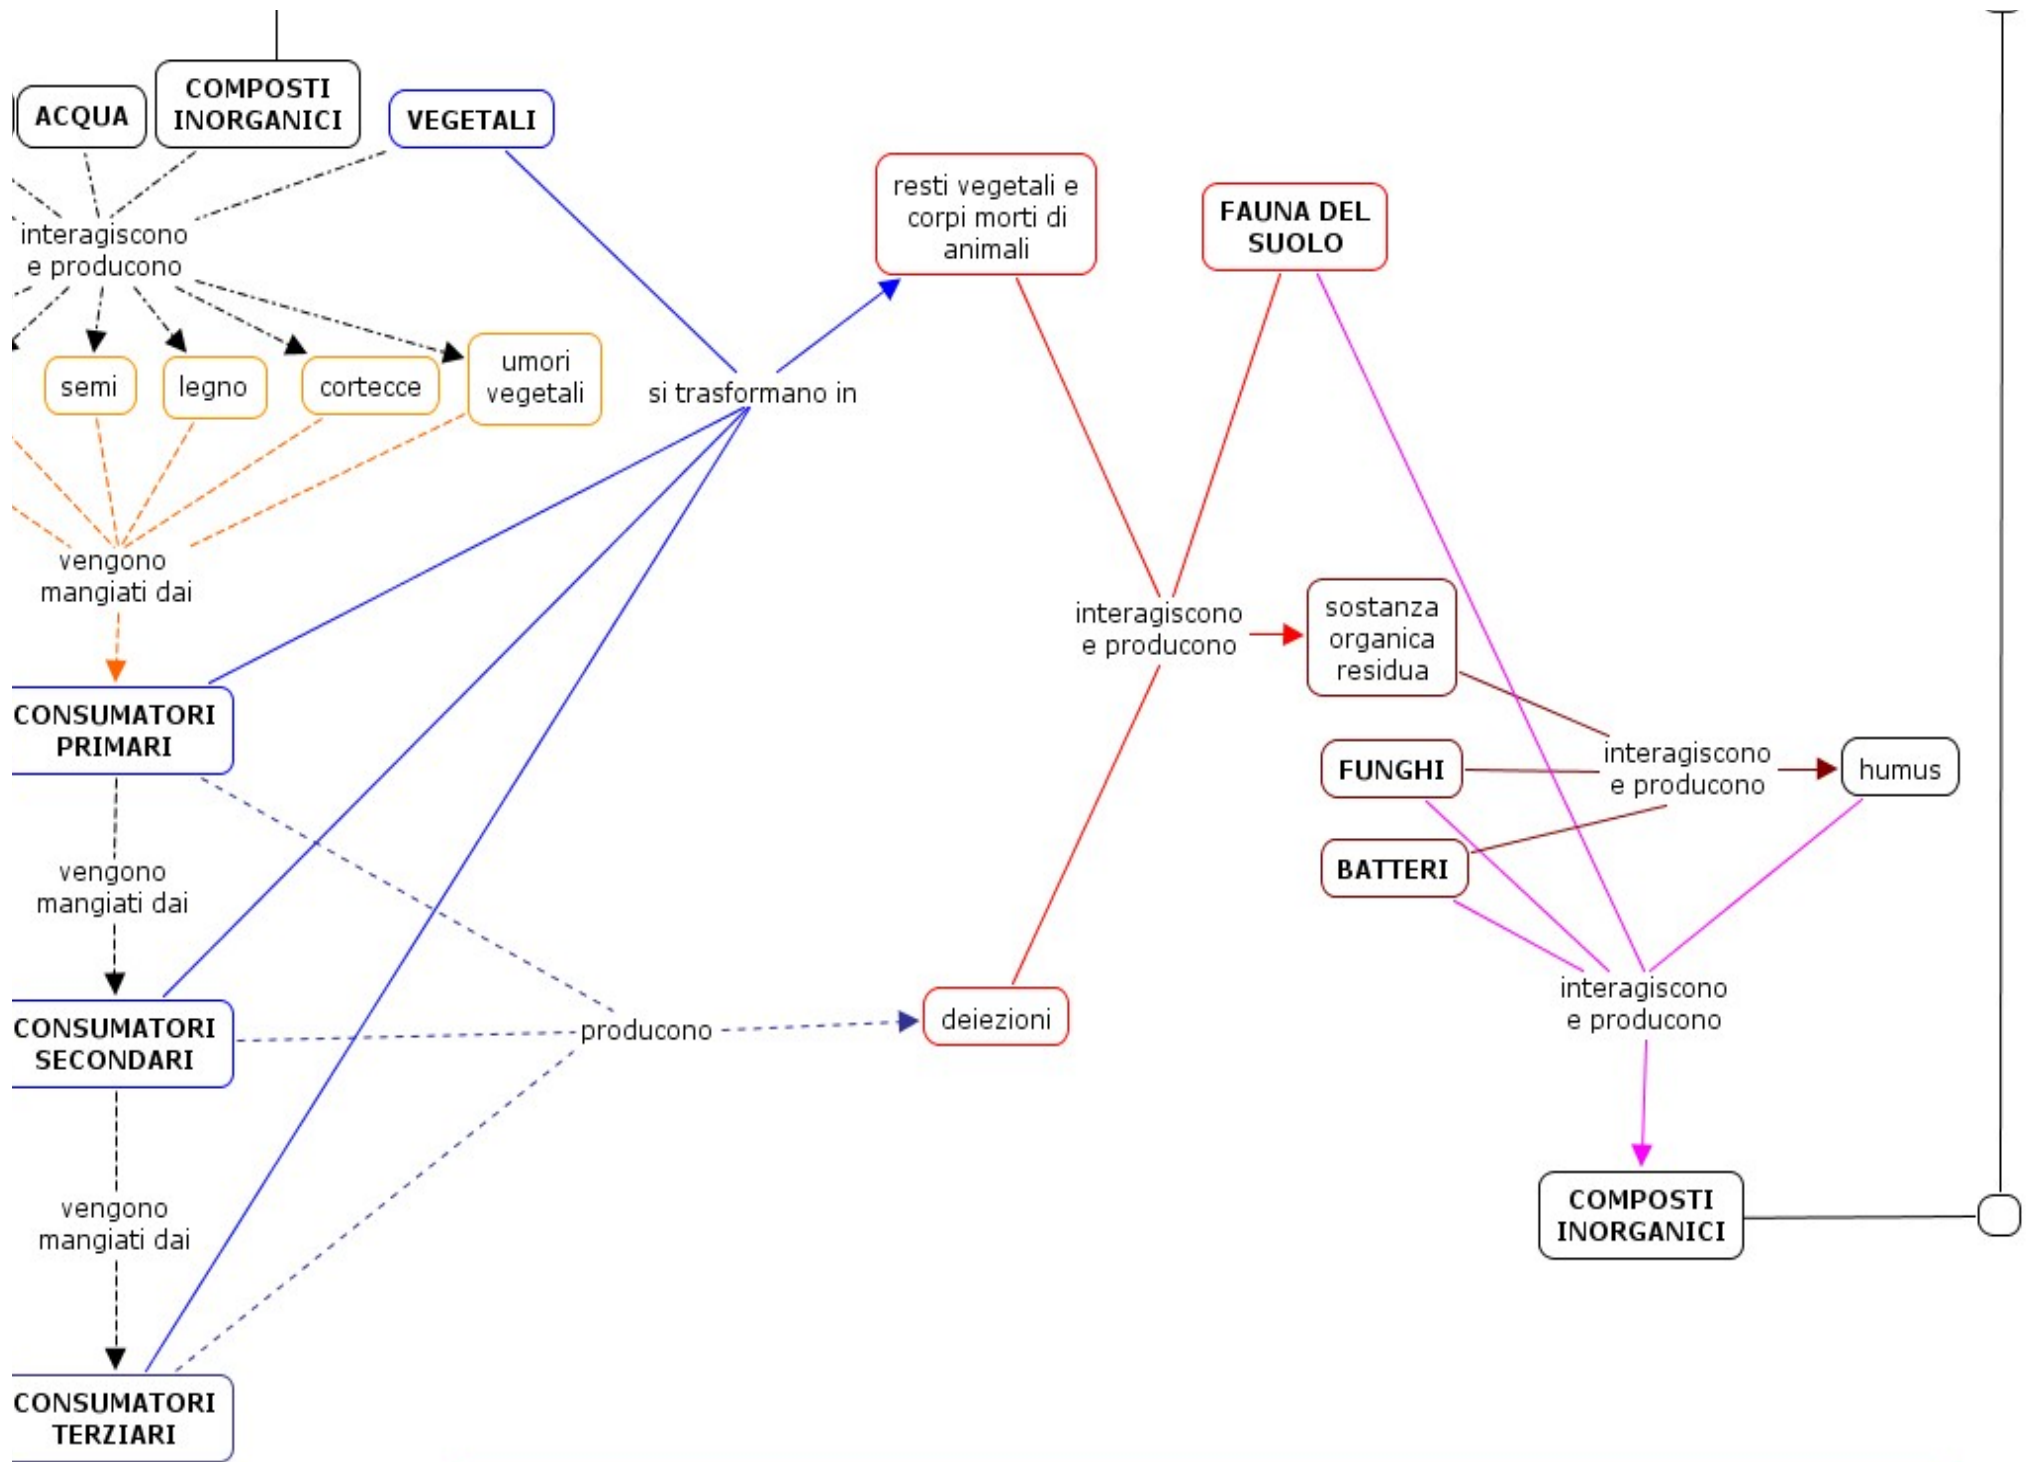 ACQUA
COMPOSTI
INORGANICI
VEGETALI
interagiscono
e producono
semi
legno
cortecce
umori
vegetali
vengono
mangiati dai
CONSUMATORI
PRIMARI
vengono
mangiati dai
CONSUMATORI
SECONDARI
vengono
mangiati dai
CONSUMATORI
TERZIARI
si trasformano in
producono
resti vegetali e
corpi morti di
animali
deiezioni
FAUNA DEL
SUOLO
interagiscono
e producono
sostanza
organica
residua
FUNGHI
BATTERI
interagiscono
e producono
humus
interagiscono
e producono
COMPOSTI
INORGANICI